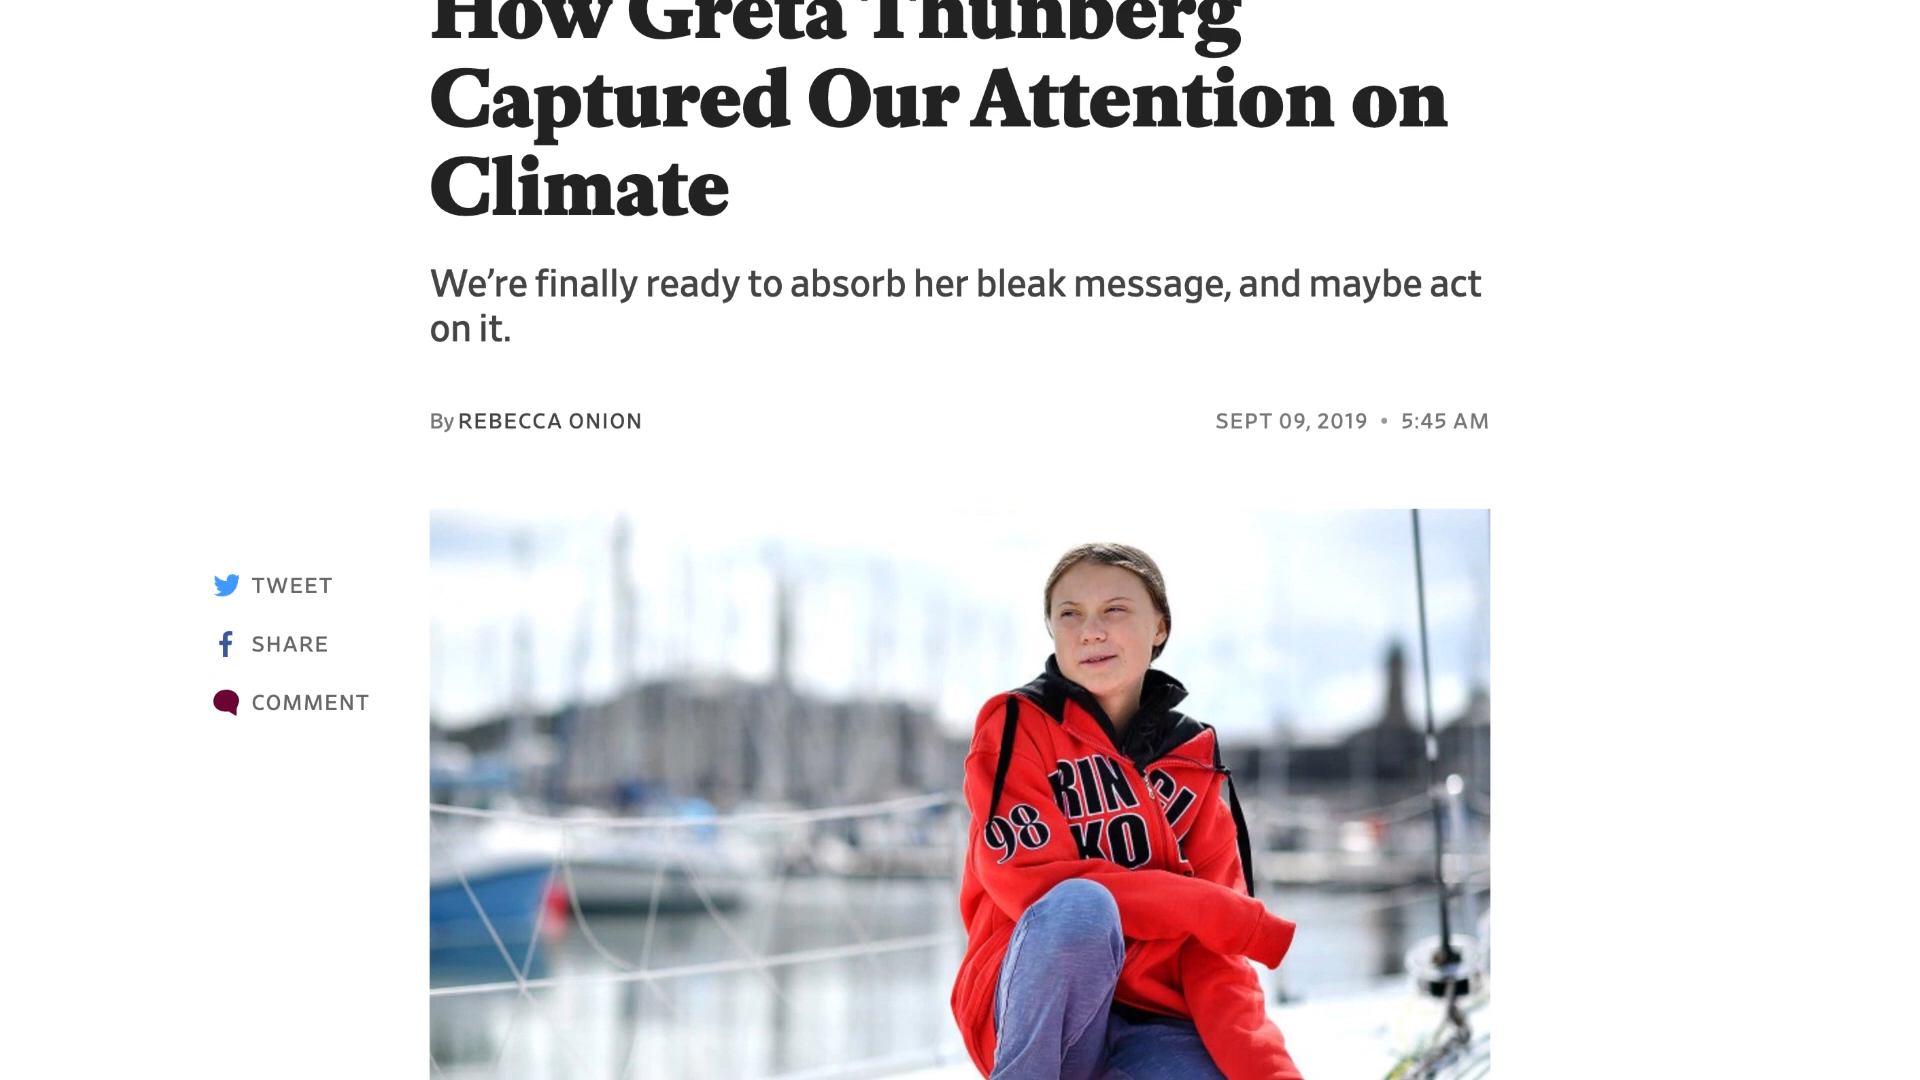 How Greta Thunberg
Captured Our Attention on
Climate
We’re finally ready to absorb her bleak message, and maybe act
on it.
By REBECCA ONION
SEPT 09, 2019 • 5:45 AM
TWEET
SHARE
COMMENT
98
KO